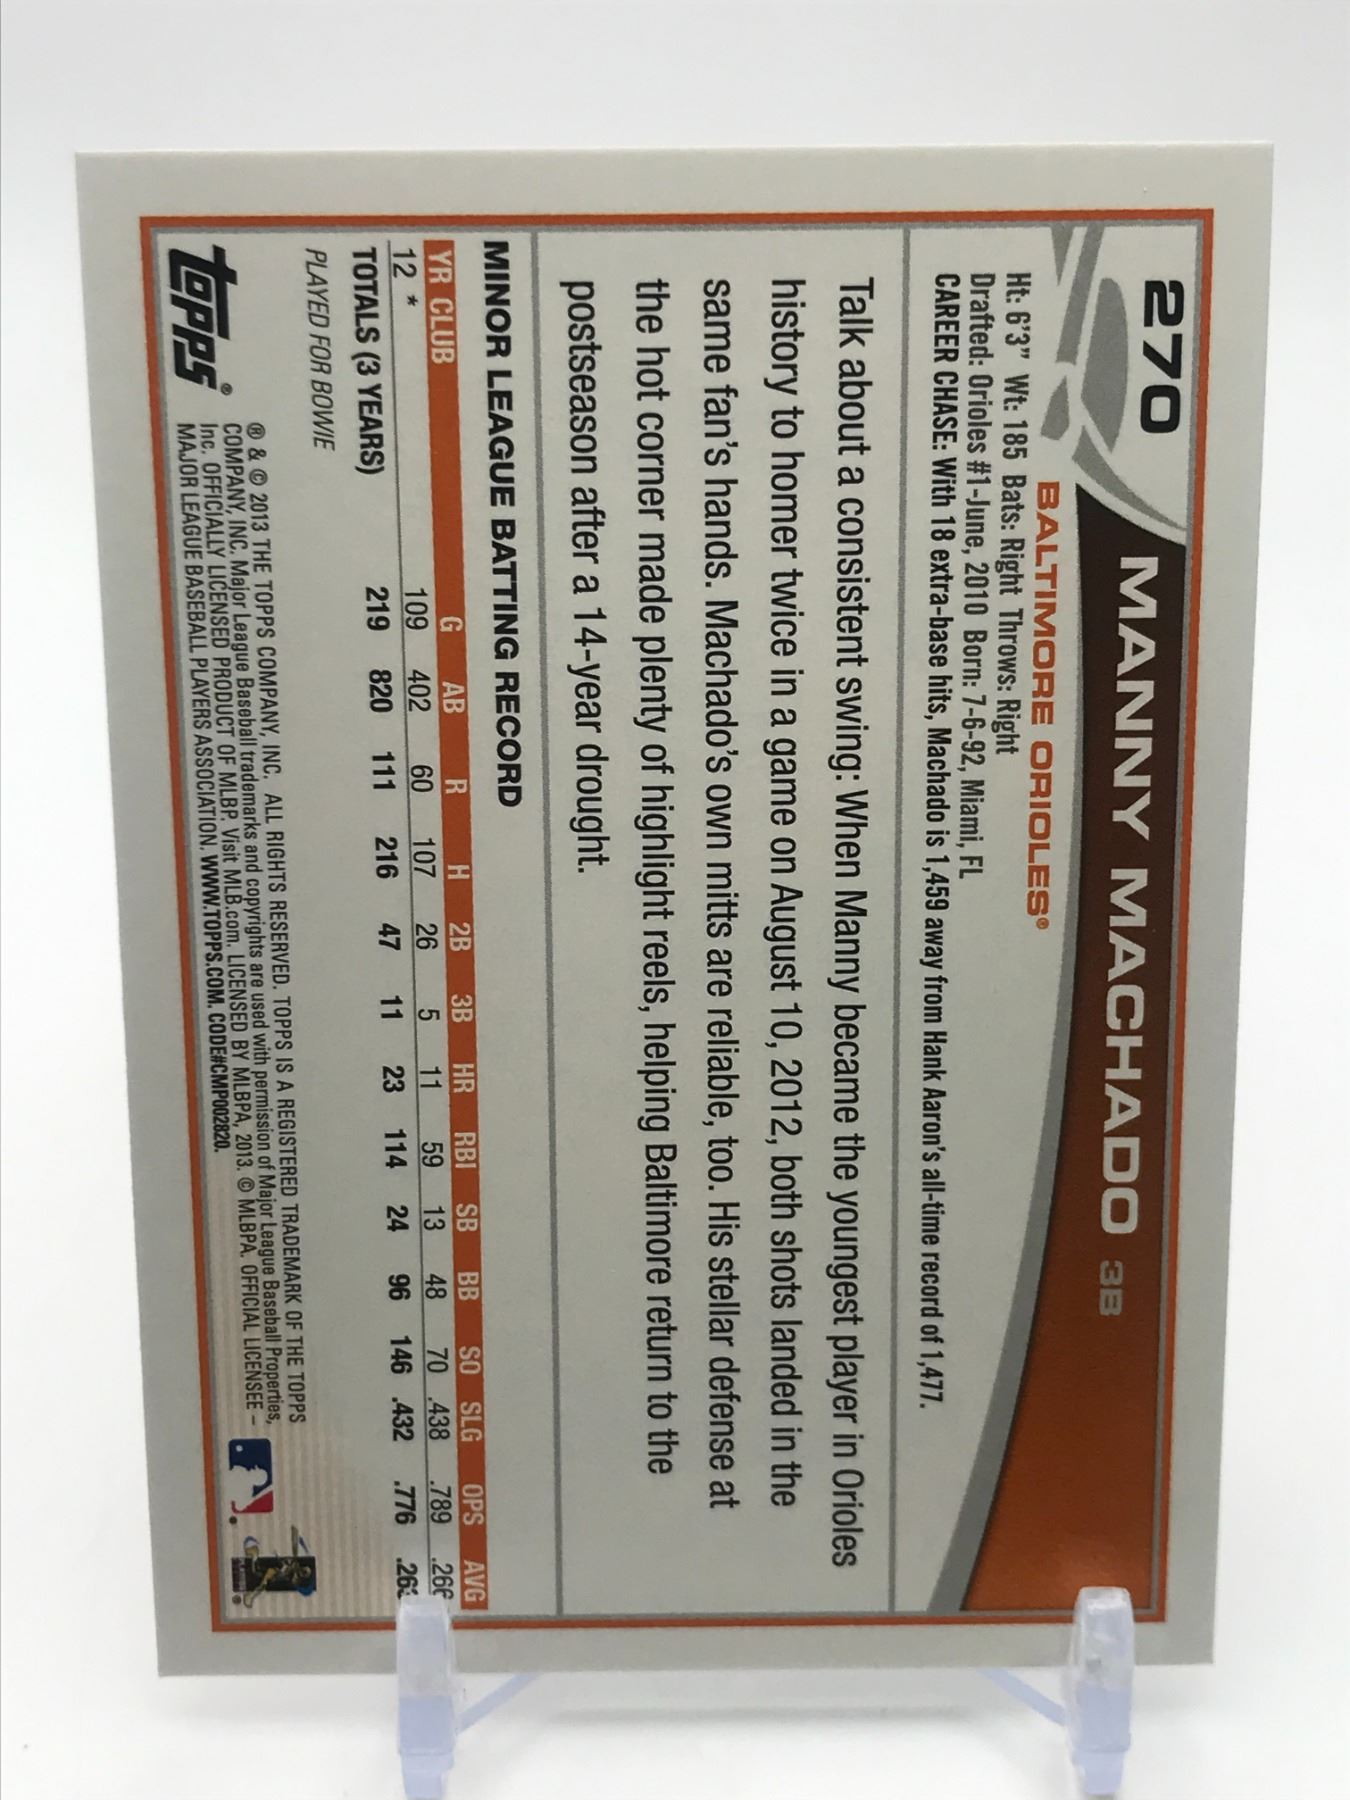 270 MANNY MACHADO 3B
BALTIMORE ORIOLES®
Ht: 6'3" Wt: 185 Bats: Right Throws: Right
Drafted: Orioles #1-June, 2010 Born: 7-6-92, Miami, FL
CAREER CHASE: With 18 extra-base hits, Machado is 1,459 away from Hank Aaron's all-time record of 1,477.
Talk about a consistent swing: When Manny became the youngest player in Orioles
history to homer twice in a game on August 10, 2012, both shots landed in the
same fan's hands. Machado's own mitts are reliable, too. His stellar defense at
the hot corner made plenty of highlight reels, helping Baltimore return to the
postseason after a 14-year drought.
MINOR LEAGUE BATTING RECORD
YR CLUB G AB R H 2B 3B HR RBI SB BB SO SLG OPS AVG
12 * 109 402 60 107 26 5 11 59 13 48 70 .438 .789 .266
TOTALS (3 YEARS) 219 820 111 216 47 11 23 114 24 96 146 .432 .776 .263
PLAYED FOR BOWIE
topps®
® & © 2013 THE TOPPS COMPANY, INC. ALL RIGHTS RESERVED. TOPPS IS A REGISTERED TRADEMARK OF THE TOPPS
COMPANY, INC. Major League Baseball trademarks and copyrights are used with permission of Major League Baseball Properties,
Inc. OFFICIALLY LICENSED PRODUCT OF MLBP. Visit MLB.com. LICENSED BY MLBPA, 2013. © MLBPA. OFFICIAL LICENSEE –
MAJOR LEAGUE BASEBALL PLAYERS ASSOCIATION. WWW.TOPPS.COM. CODE#CMP002820.